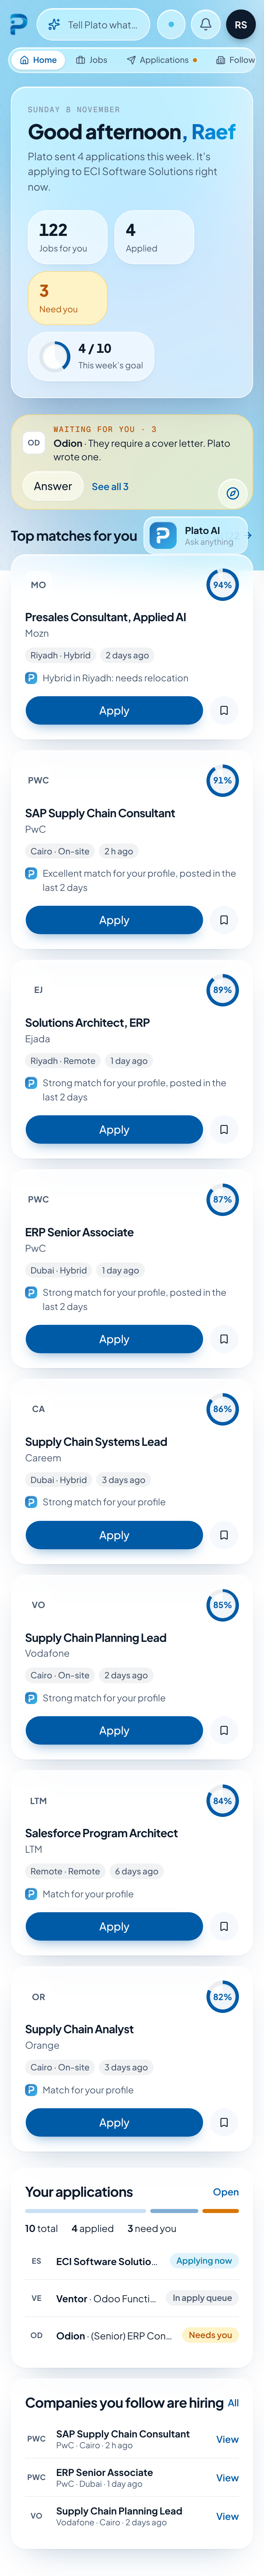 Tell Plato what...
RS
Home
Jobs
Applications
Follow
SUNDAY 8 NOVEMBER
Good afternoon, Raef
Plato sent 4 applications this week. It's
applying to ECI Software Solutions right
now.
122
Jobs for you
4
Applied
3
Need you
4 / 10
This week's goal
WAITING FOR YOU · 3
OD
Odion · They require a cover letter. Plato
wrote one.
Answer
See all 3
Top matches for you
Plato AI
Ask anything
MO
94%
Presales Consultant, Applied AI
Mozn
Riyadh · Hybrid
2 days ago
Hybrid in Riyadh: needs relocation
Apply
PWC
91%
SAP Supply Chain Consultant
PwC
Cairo · On-site
2 h ago
Excellent match for your profile, posted in the
last 2 days
Apply
EJ
89%
Solutions Architect, ERP
Ejada
Riyadh · Remote
1 day ago
Strong match for your profile, posted in the
last 2 days
Apply
PWC
87%
ERP Senior Associate
PwC
Dubai · Hybrid
1 day ago
Strong match for your profile, posted in the
last 2 days
Apply
CA
86%
Supply Chain Systems Lead
Careem
Dubai · Hybrid
3 days ago
Strong match for your profile
Apply
VO
85%
Supply Chain Planning Lead
Vodafone
Cairo · On-site
2 days ago
Strong match for your profile
Apply
LTM
84%
Salesforce Program Architect
LTM
Remote · Remote
6 days ago
Match for your profile
Apply
OR
82%
Supply Chain Analyst
Orange
Cairo · On-site
3 days ago
Match for your profile
Apply
Your applications
Open
10 total
4 applied
3 need you
ES
ECI Software Solutio...
Applying now
VE
Ventor · Odoo Functi...
In apply queue
OD
Odion · (Senior) ERP Con...
Needs you
Companies you follow are hiring
All
PWC
SAP Supply Chain Consultant
PwC · Cairo · 2 h ago
View
PWC
ERP Senior Associate
PwC · Dubai · 1 day ago
View
VO
Supply Chain Planning Lead
Vodafone · Cairo · 2 days ago
View